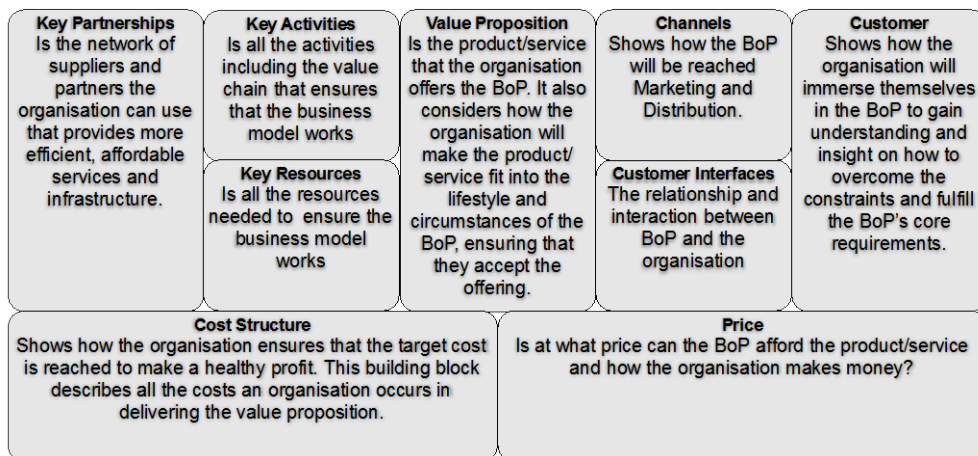 Key Partnerships
Is the network of
suppliers and
partners the
organisation can use
that provides more
efficient, affordable
services and
infrastructure.
Key Activities
Is all the activities
including the value
chain that ensures
that the business
model works
Key Resources
Is all the resources
needed to ensure the
business model
works
Value Proposition
Is the product/service
that the organisation
offers the BoP. It also
considers how the
organisation will
make the product/
service fit into the
lifestyle and
circumstances of the
BoP, ensuring that
they accept the
offering.
Channels
Shows how the BoP
will be reached
Marketing and
Distribution.
Customer Interfaces
The relationship and
interaction between
BoP and the
organisation
Customer
Shows how the
organisation will
immerse themselves
in the BoP to gain
understanding and
insight on how to
overcome the
constraints and fulfill
the BoP's core
requirements.
Cost Structure
Shows how the organisation ensures that the target cost
is reached to make a healthy profit. This building block
describes all the costs an organisation occurs in
delivering the value proposition.
Price
Is at what price can the BoP afford the product/service
and how the organisation makes money?